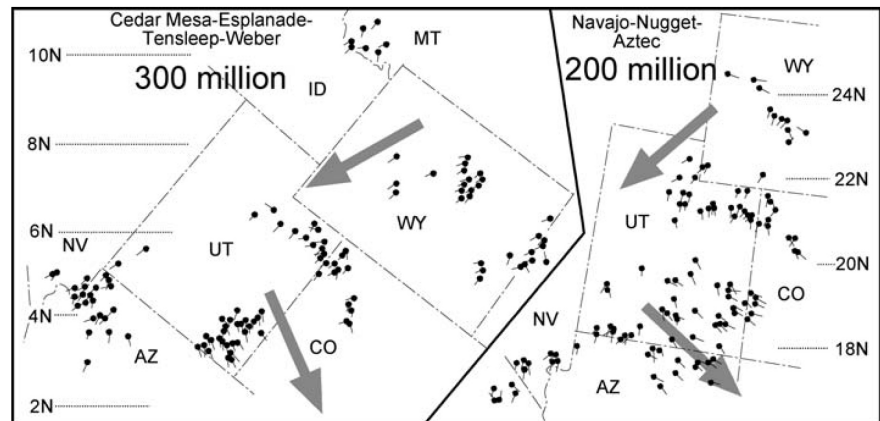 Cedar Mesa-Esplanade-
Tensleep-Weber
300 million
10N
8N
6N
4N
2N
MT
ID
WY
UT
NV
AZ
CO
Navajo-Nugget-
Aztec
200 million
WY
24N
22N
20N
18N
UT
CO
NV
AZ